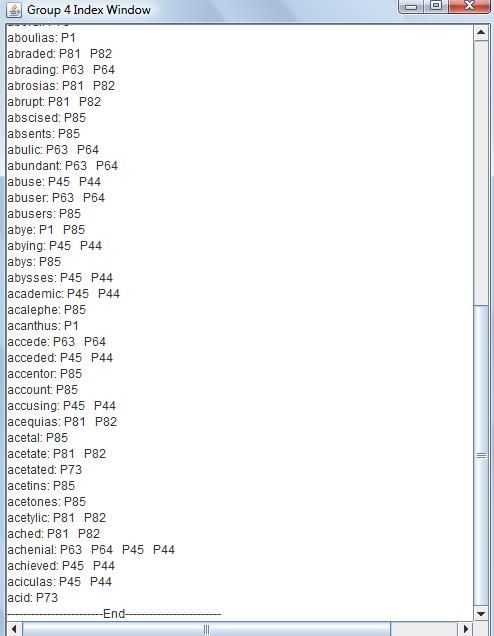 Group 4 Index Window
aboulias: P1
abraded: P81 P82
abrading: P63 P64
abrosias: P81 P82
abrupt: P81 P82
abscised: P85
absents: P85
abulic: P63 P64
abundant: P63 P64
abuse: P45 P44
abuser: P63 P64
abusers: P85
abye: P1 P85
abying: P45 P44
abys: P85
abysses: P45 P44
academic: P45 P44
acalephe: P85
acanthus: P1
accede: P63 P64
acceded: P45 P44
accentor: P85
account: P85
accusing: P45 P44
acequias: P81 P82
acetal: P85
acetate: P81 P82
acetated: P73
acetins: P85
acetones: P85
acetylic: P81 P82
ached: P81 P82
achenial: P63 P64 P45 P44
achieved: P45 P44
aciculas: P45 P44
acid: P73
------------------------End------------------------